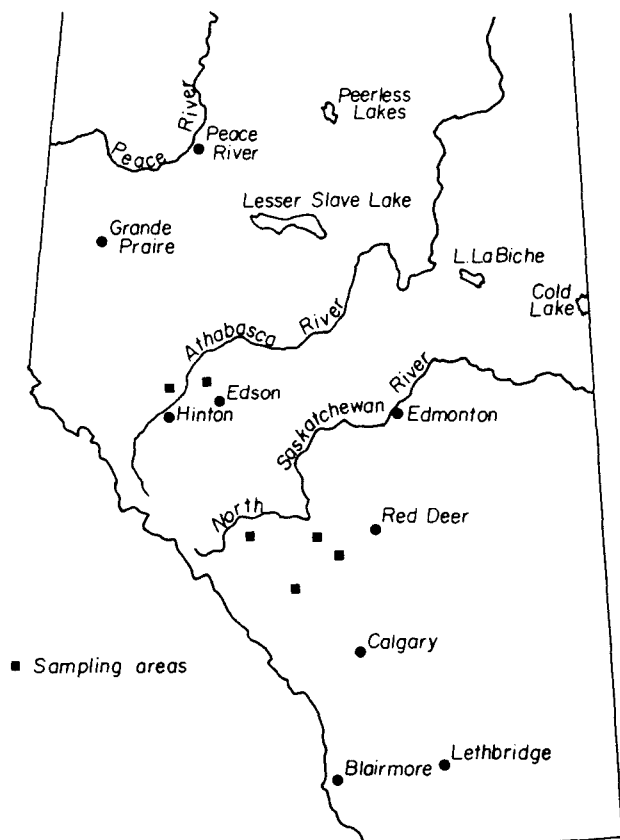 Peerless
Lakes
Peace River
Peace
River
Lesser Slave Lake
Grande
Praire
L. LaBiche
Cold
Lake
Athabasca River
Edson
Hinton
North Saskatchewan River
Edmonton
Red Deer
Calgary
Sampling areas
Lethbridge
Blairmore